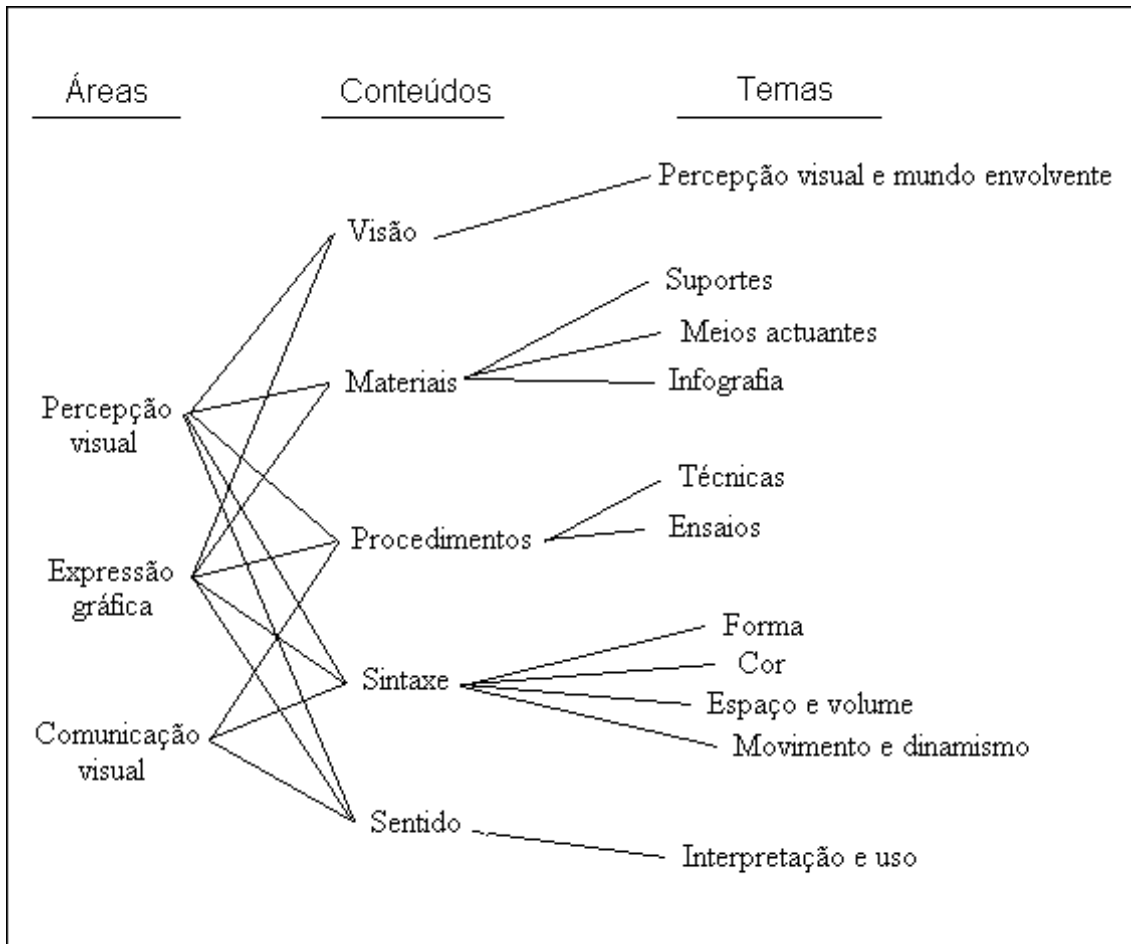 Áreas
Conteúdos
Temas
Percepção visual e mundo envolvente
Visão
Suportes
Meios actuantes
Materiais
Infografia
Percepção
visual
Técnicas
Ensaios
Procedimentos
Expressão
gráfica
Forma
Cor
Sintaxe
Espaço e volume
Movimento e dinamismo
Comunicação
visual
Sentido
Interpretação e uso